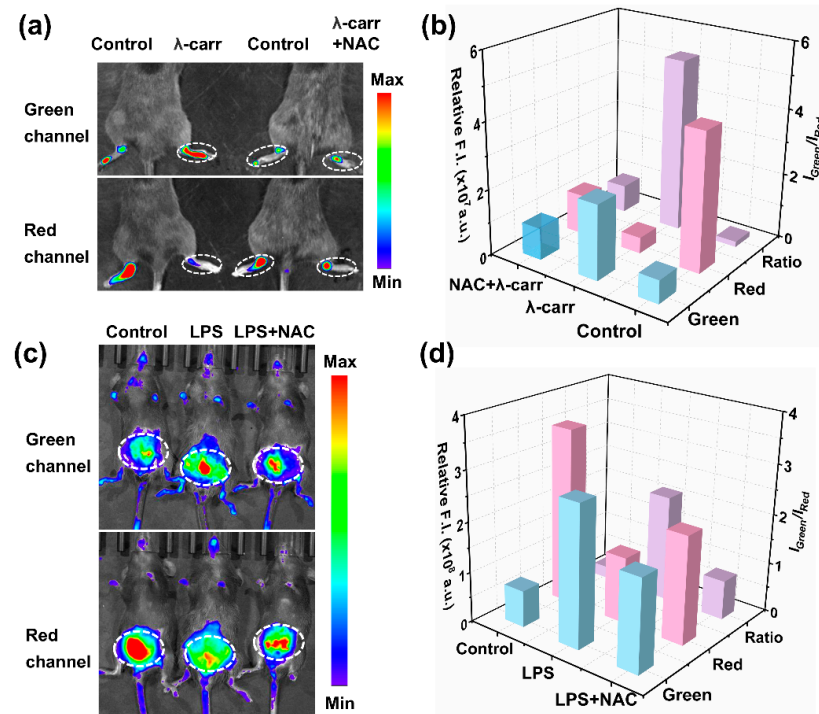 (a)
Control λ-carr Control λ-carr
+NAC
Green
channel
Red
channel
Max
Min
(b)
Relative F.I. (x10⁷ a.u.)
6
4
2
0
6
4
2
0
I_Green/I_Red
NAC+λ-carr
λ-carr
Control
Green
Red
Ratio
(c)
Control LPS LPS+NAC
Green
channel
Red
channel
Max
Min
(d)
Relative F.I. (x10⁸ a.u.)
4
3
2
1
0
4
3
2
1
0
I_Green/I_Red
Control
LPS
LPS+NAC
Green
Red
Ratio